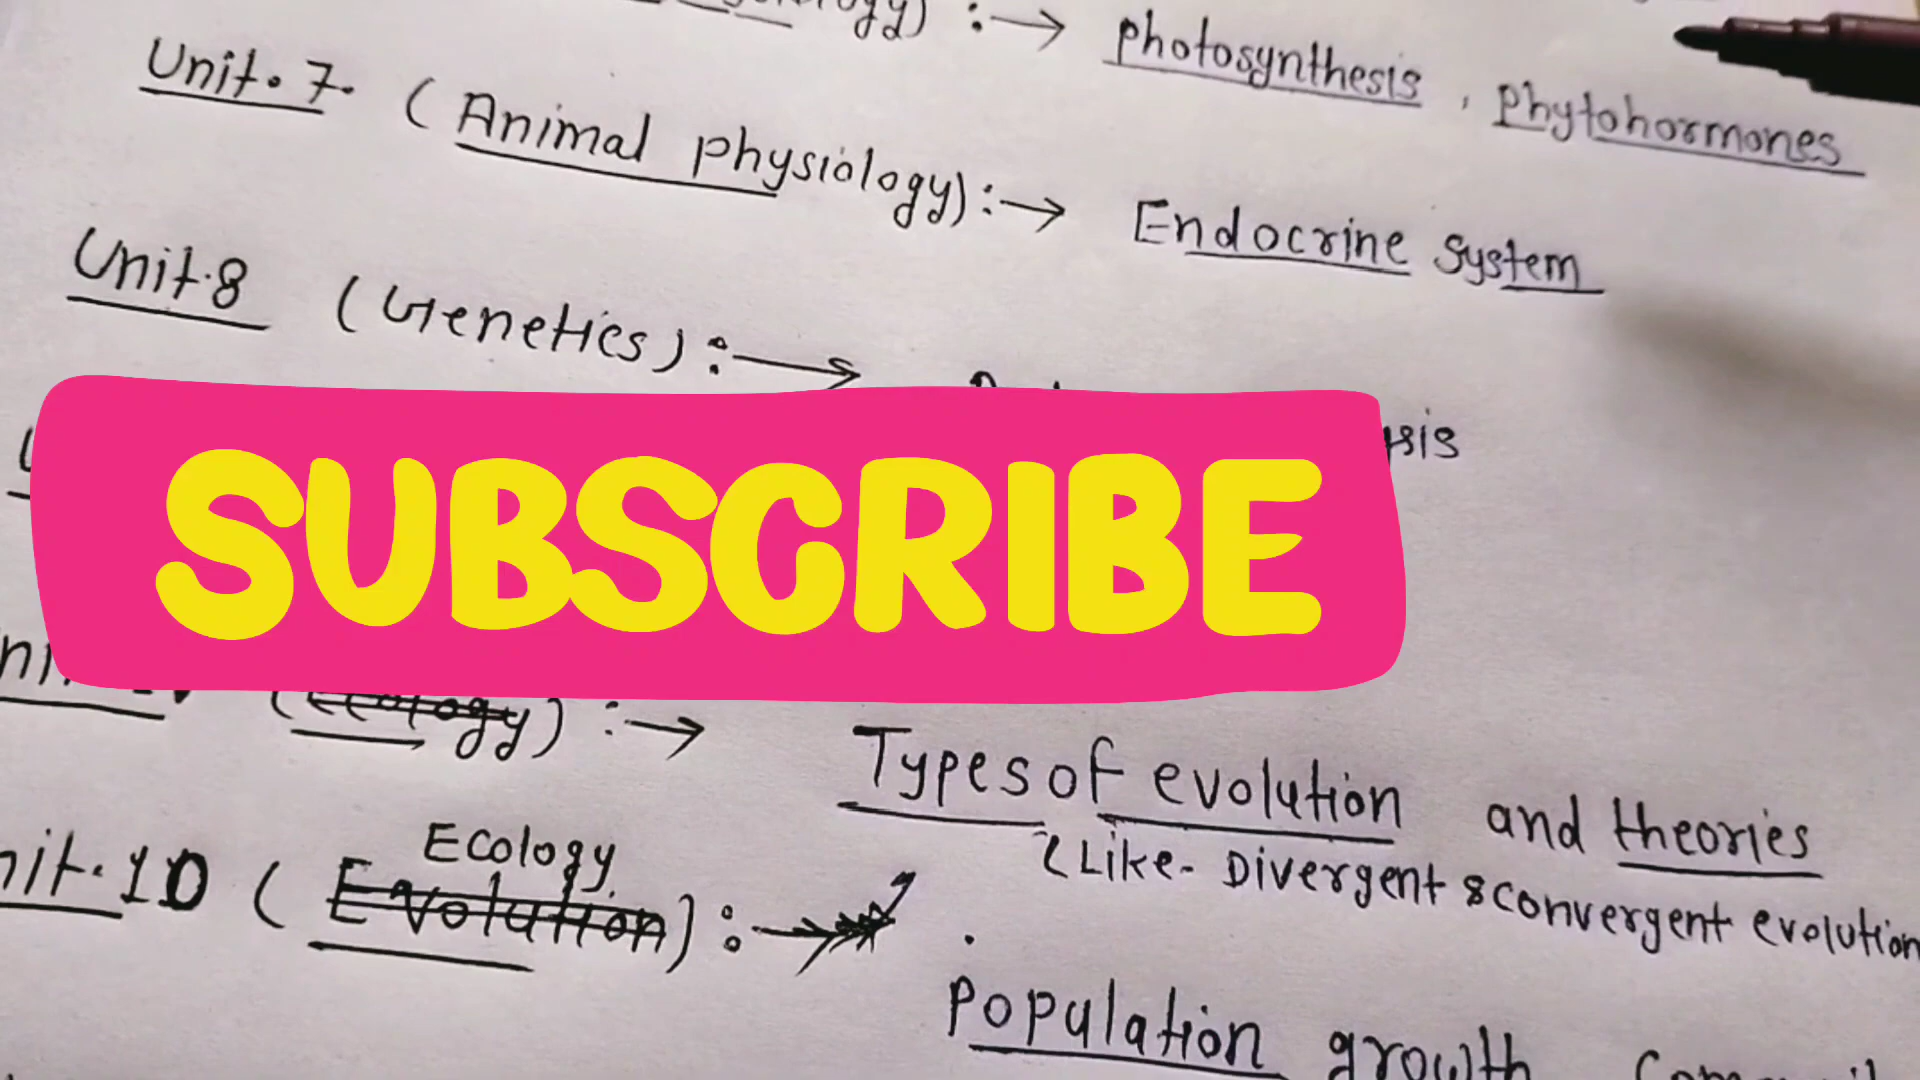 photosynthesis, phytohormones
Unit. 7. (Animal physiology) :→ Endocrine system
Unit.8 (Genetics) :→
SUBSCRIBE
(Ecology) :→ Types of evolution and theories
(Like- Divergent & convergent evolution
Ecology
10 (Evolution) :→
Population growth